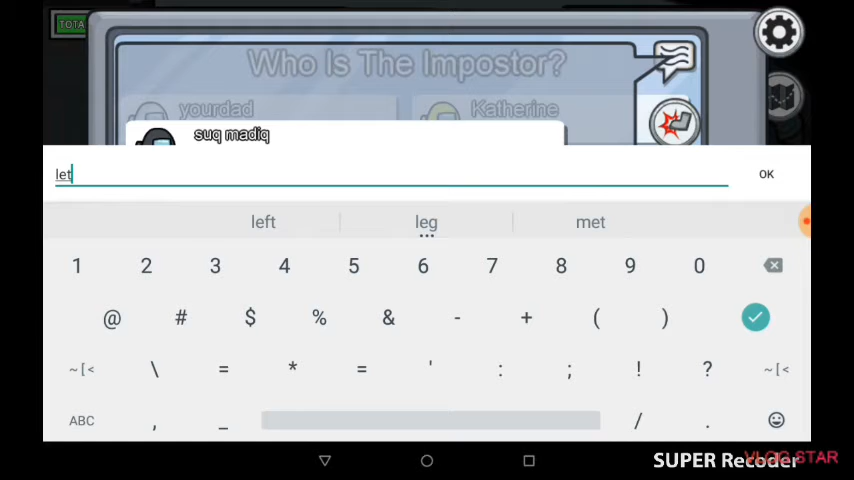 TOTA
Who Is The Impostor?
yourdad
Katherine
suq madiq
let
OK
left
leg
met
1 2 3 4 5 6 7 8 9 0
@ # $ % & - + ( )
~[< \ = * = ' : ; ! ? ~[<
ABC , _ / .
SUPER Recoder
VLOG STAR